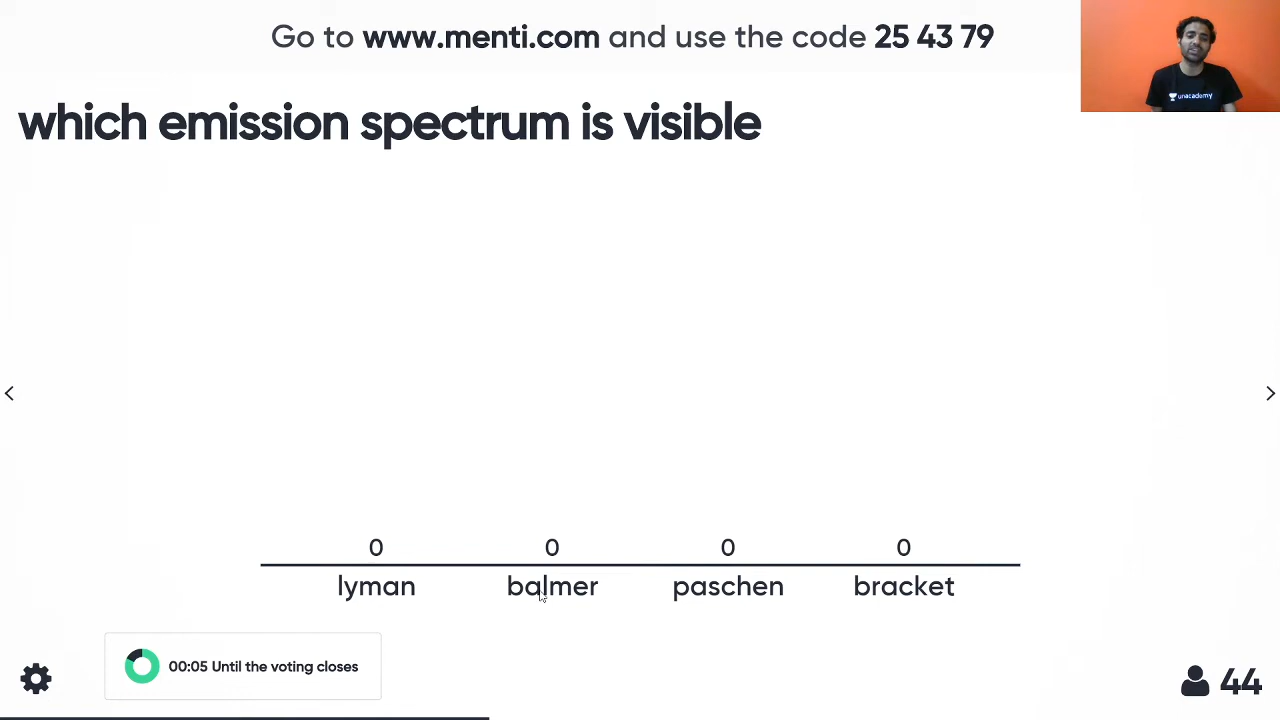 Go to www.menti.com and use the code 25 43 79
unacademy
which emission spectrum is visible
0 0 0 0
lyman balmer paschen bracket
00:05 Until the voting closes
44